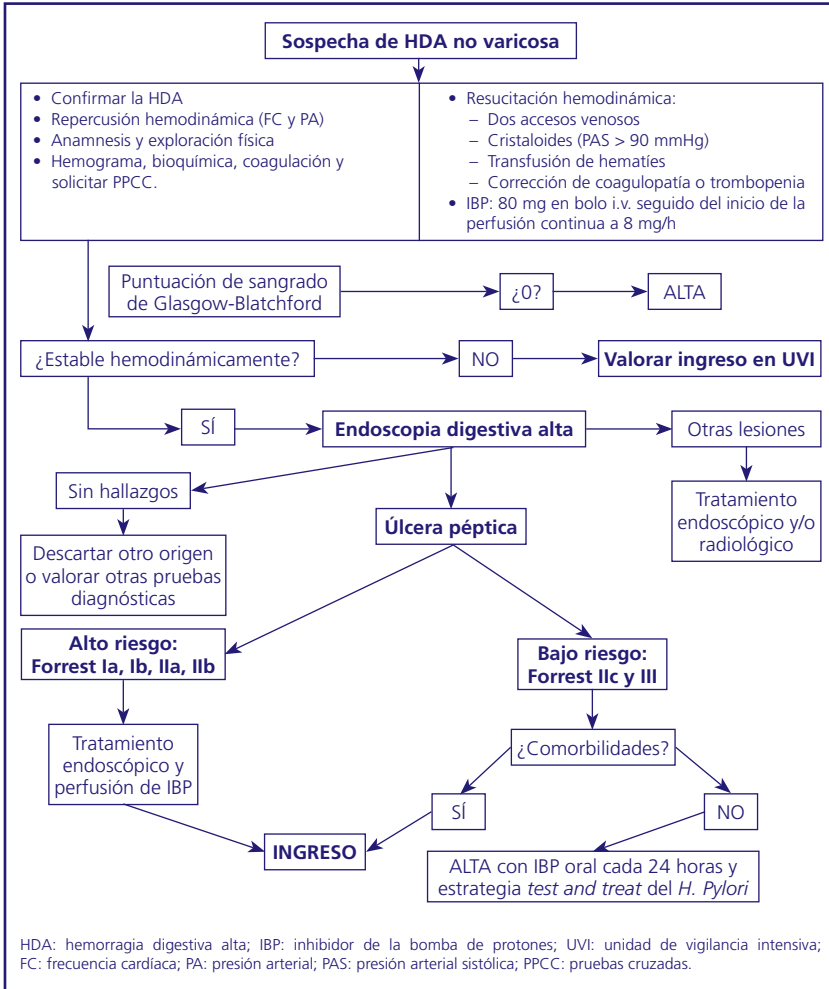 Sospecha de HDA no varicosa
• Confirmar la HDA
• Repercusión hemodinámica (FC y PA)
• Anamnesis y exploración física
• Hemograma, bioquímica, coagulación y
solicitar PPCC.
• Resucitación hemodinámica:
– Dos accesos venosos
– Cristaloides (PAS > 90 mmHg)
– Transfusión de hematíes
– Corrección de coagulopatía o trombopenia
• IBP: 80 mg en bolo i.v. seguido del inicio de la
perfusión continua a 8 mg/h
Puntuación de sangrado
de Glasgow-Blatchford
¿0?
ALTA
¿Estable hemodinámicamente?
NO
Valorar ingreso en UVI
SÍ
Endoscopia digestiva alta
Otras lesiones
Sin hallazgos
Úlcera péptica
Tratamiento
endoscópico y/o
radiológico
Descartar otro origen
o valorar otras pruebas
diagnósticas
Alto riesgo:
Forrest Ia, Ib, IIa, IIb
Bajo riesgo:
Forrest IIc y III
Tratamiento
endoscópico y
perfusión de IBP
¿Comorbilidades?
SÍ
NO
INGRESO
ALTA con IBP oral cada 24 horas y
estrategia test and treat del H. Pylori
HDA: hemorragia digestiva alta; IBP: inhibidor de la bomba de protones; UVI: unidad de vigilancia intensiva;
FC: frecuencia cardíaca; PA: presión arterial; PAS: presión arterial sistólica; PPCC: pruebas cruzadas.